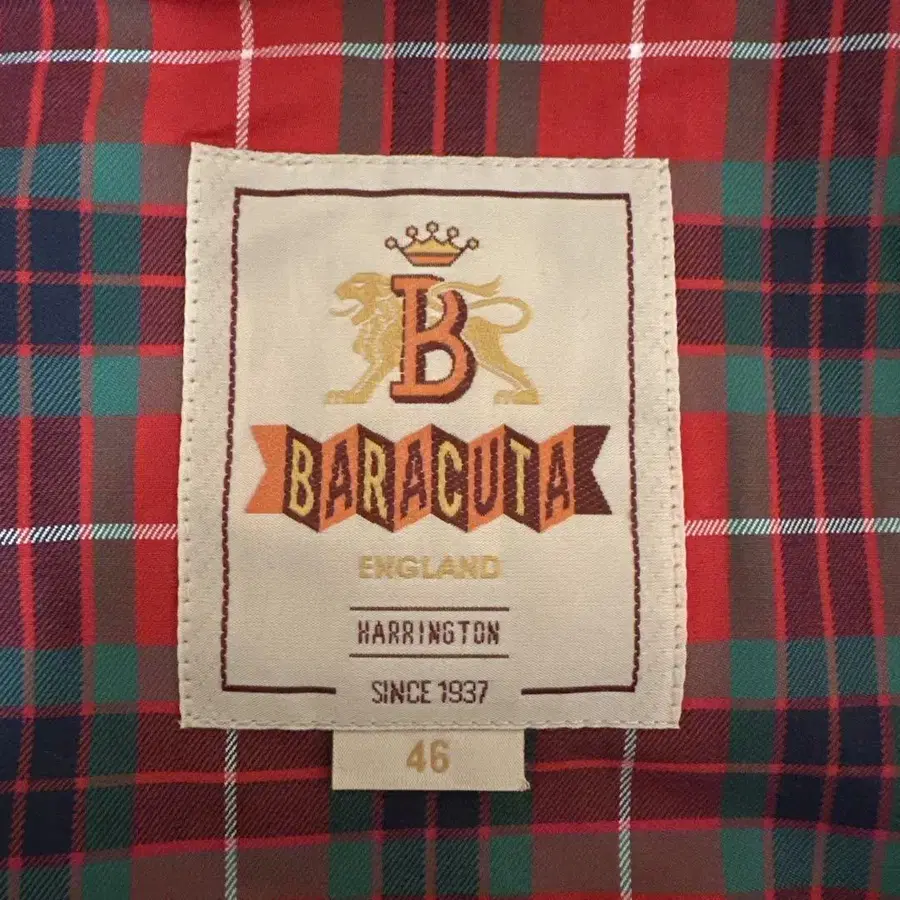 B
BARACUTA
ENGLAND
HARRINGTON
SINCE 1937
46